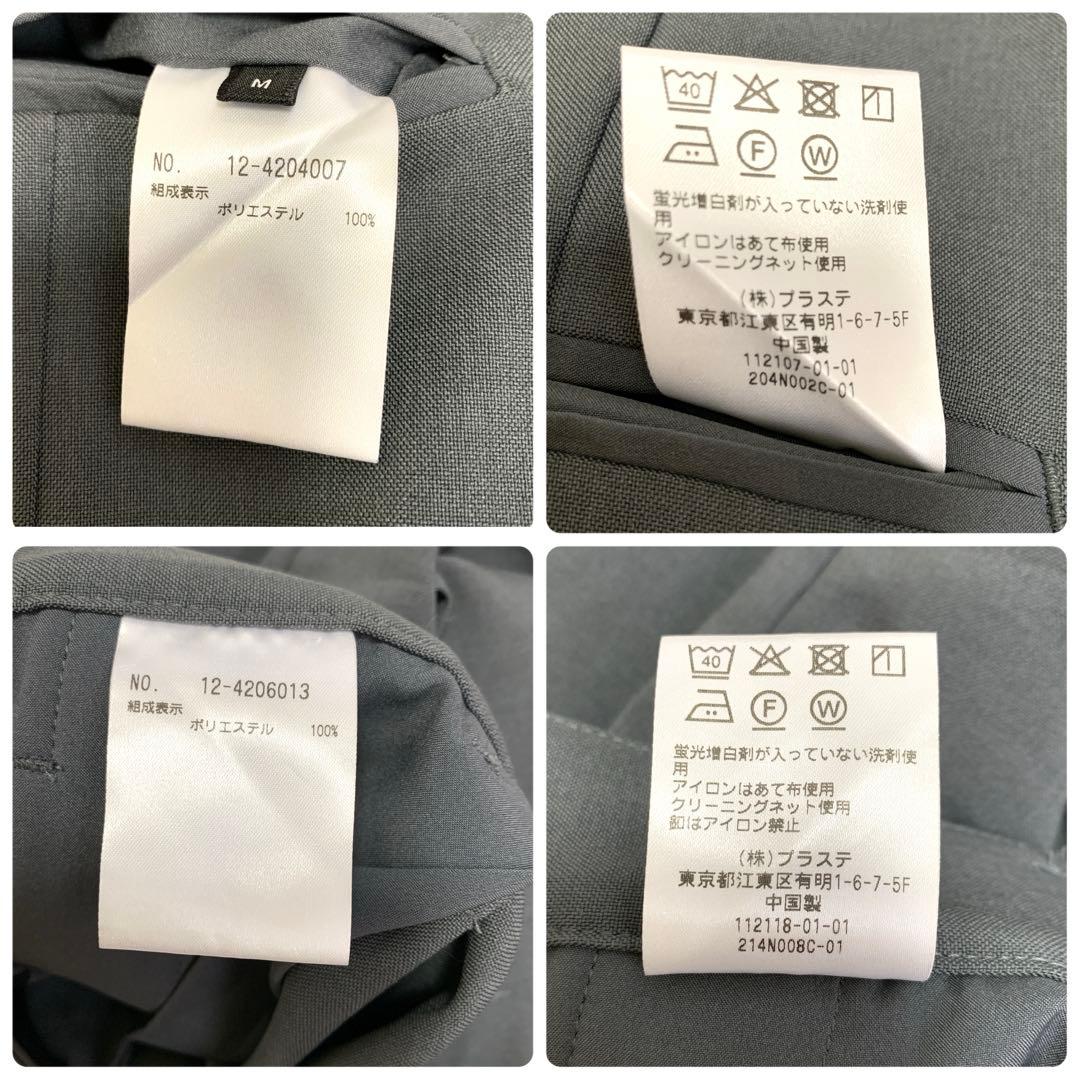 M
NO. 12-4204007
組成表示
ポリエステル 100%
40
F W
蛍光増白剤が入っていない洗剤使
用
アイロンはあて布使用
クリーニングネット使用
(株)プラステ
東京都江東区有明1-6-7-5F
中国製
112107-01-01
204N002C-01
NO. 12-4206013
組成表示
ポリエステル 100%
40
F W
蛍光増白剤が入っていない洗剤使
用
アイロンはあて布使用
クリーニングネット使用
釦はアイロン禁止
(株)プラステ
東京都江東区有明1-6-7-5F
中国製
112118-01-01
214N008C-01